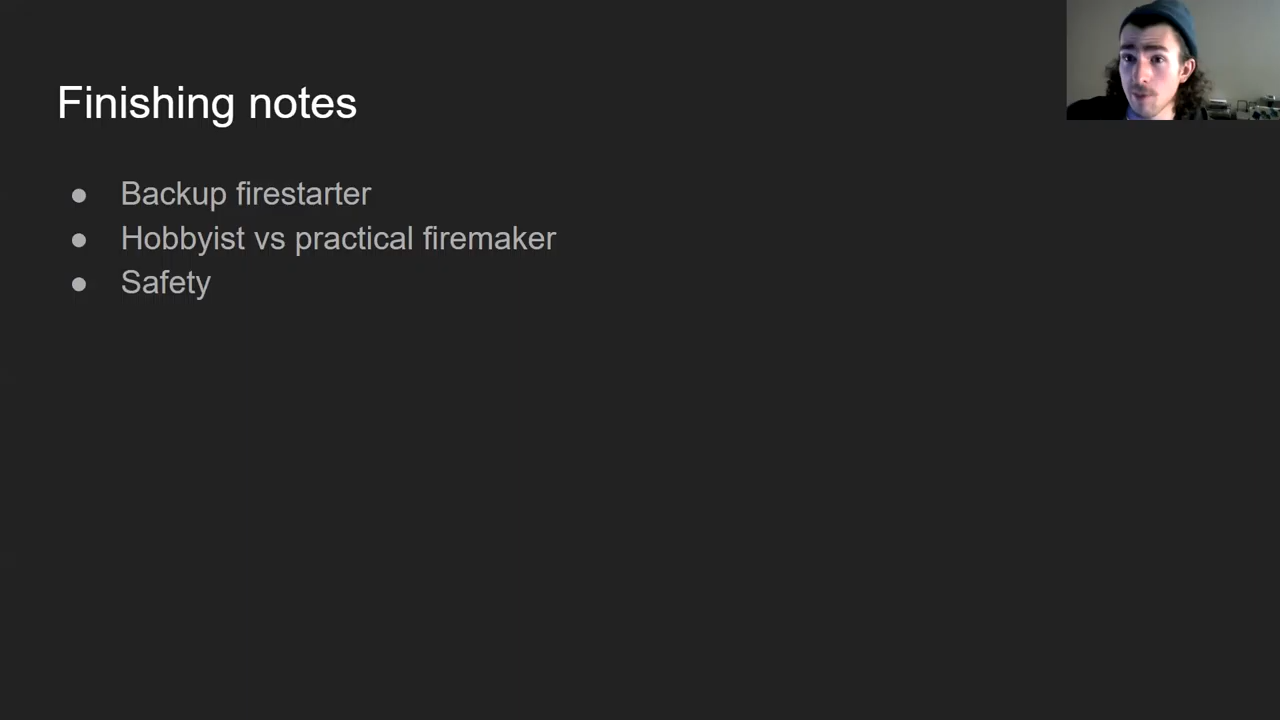 Finishing notes
● Backup firestarter
● Hobbyist vs practical firemaker
● Safety